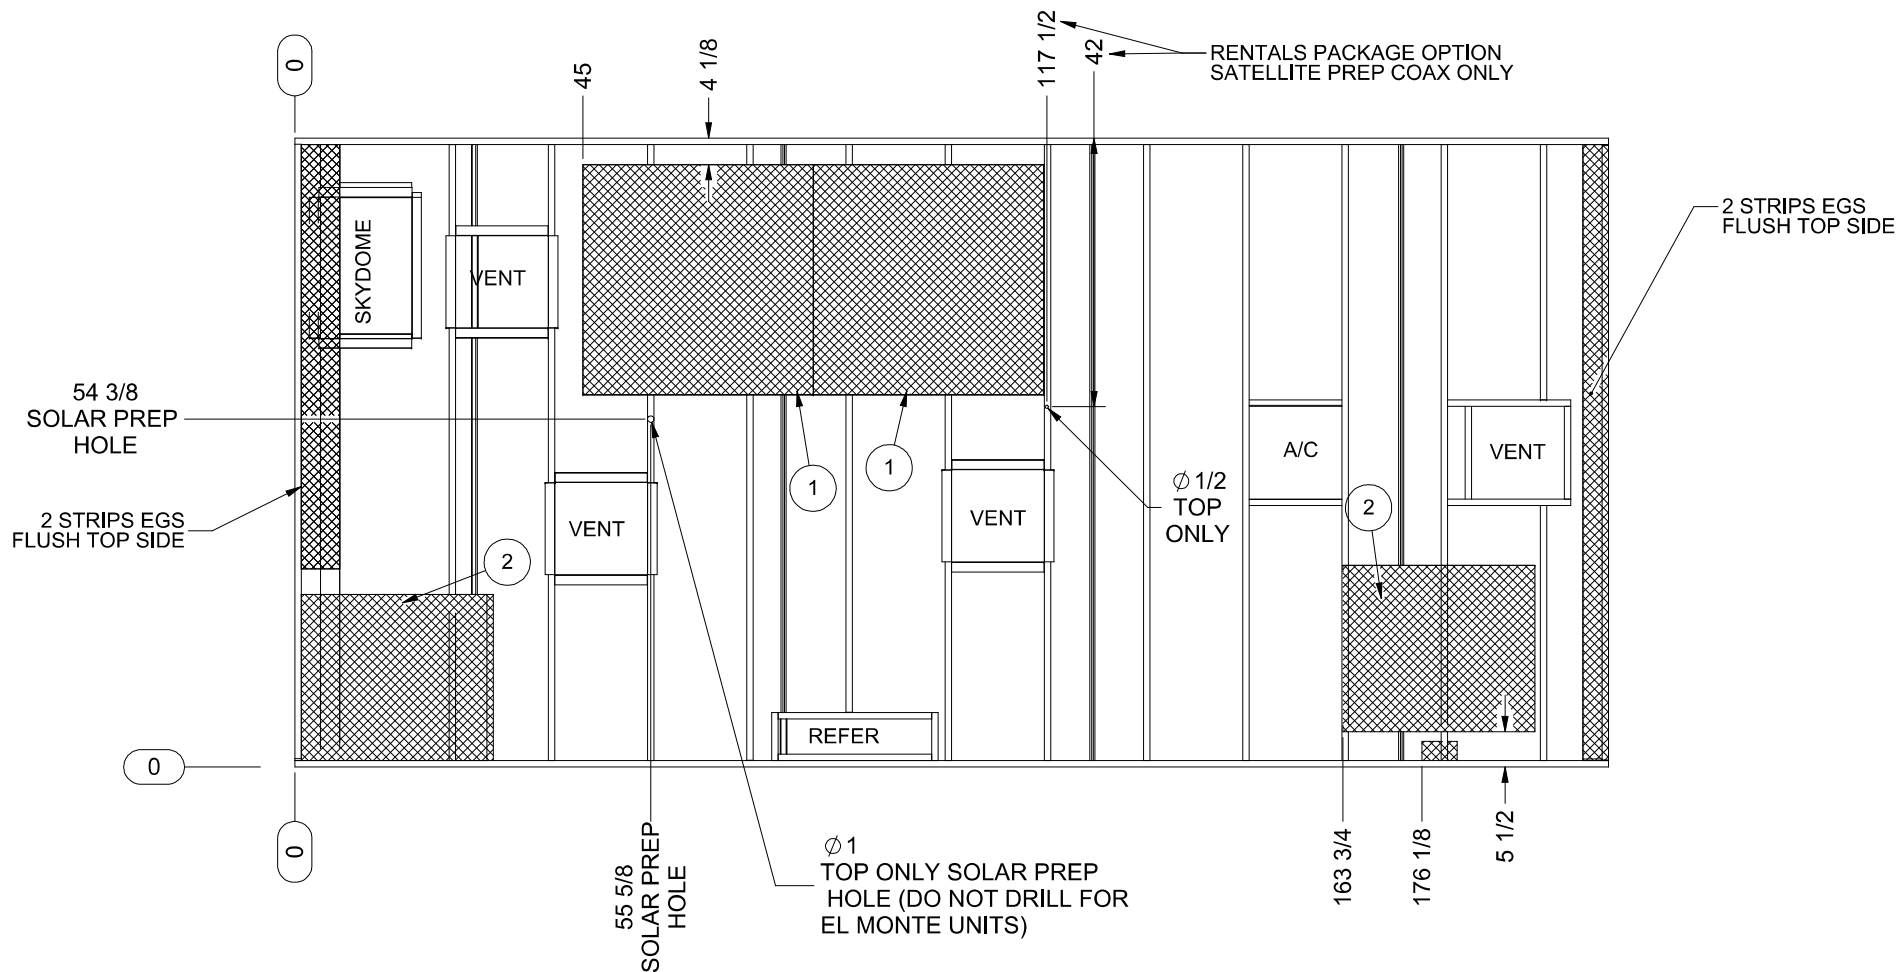 0
45
4 1/8
117 1/2
42
RENTALS PACKAGE OPTION
SATELLITE PREP COAX ONLY
2 STRIPS EGS
FLUSH TOP SIDE
SKYDOME
VENT
54 3/8
SOLAR PREP
HOLE
1
1
A/C
VENT
Ø 1/2
TOP
ONLY
2 STRIPS EGS
FLUSH TOP SIDE
VENT
VENT
2
2
REFER
0
0
55 5/8
SOLAR PREP
HOLE
Ø 1
TOP ONLY SOLAR PREP
HOLE (DO NOT DRILL FOR
EL MONTE UNITS)
163 3/4
176 1/8
5 1/2